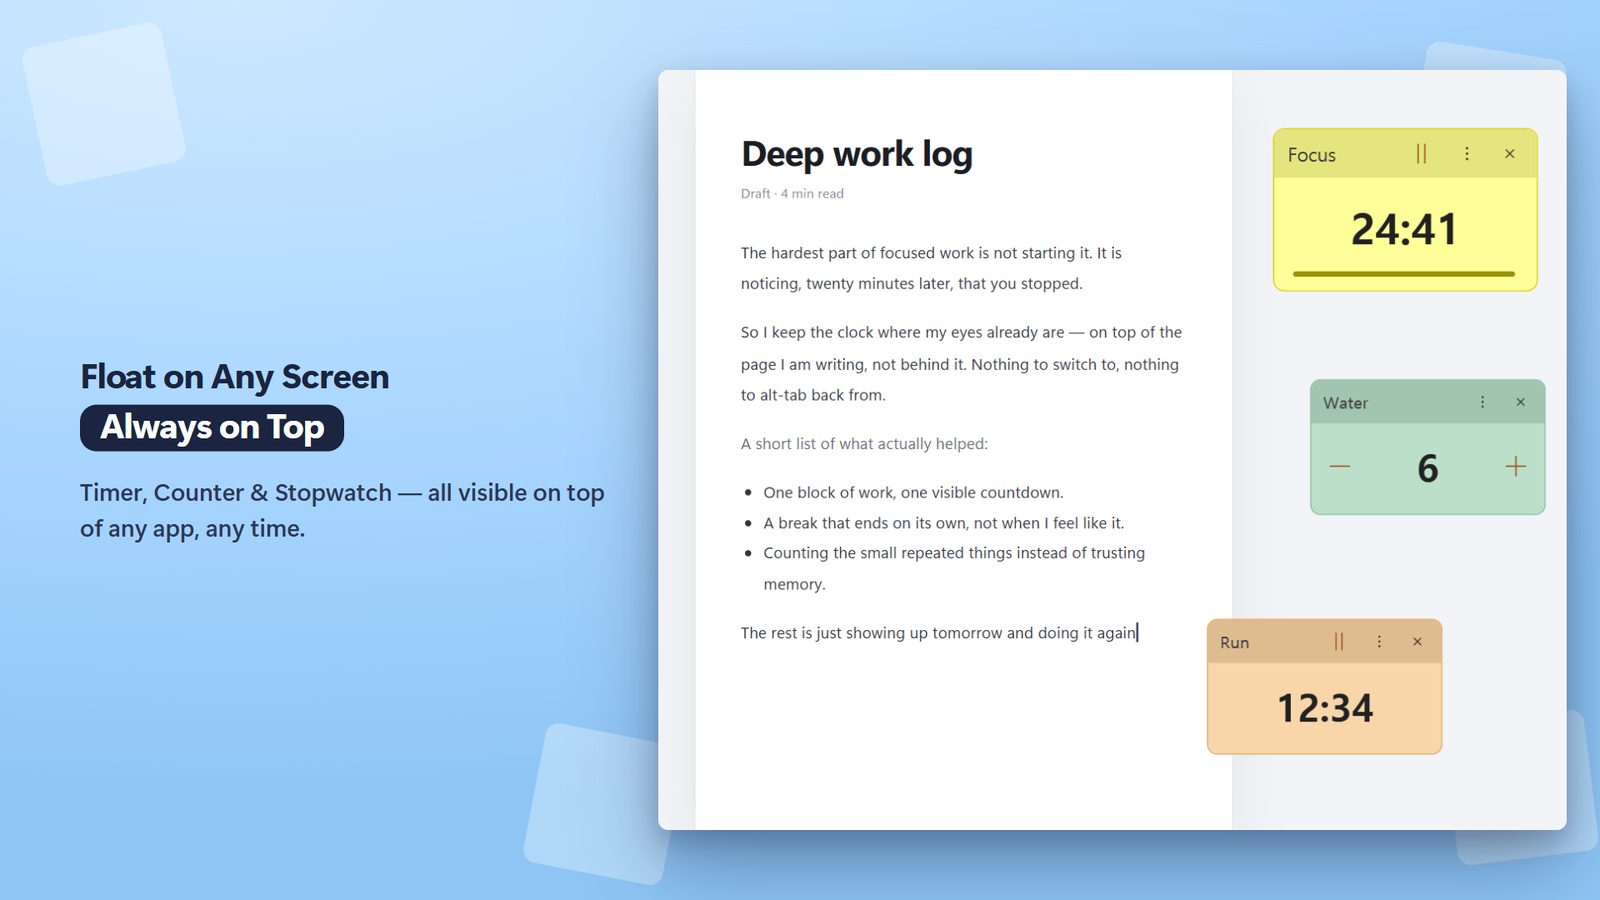 Float on Any Screen
Always on Top
Timer, Counter & Stopwatch — all visible on top
of any app, any time.
Deep work log
Draft · 4 min read
The hardest part of focused work is not starting it. It is
noticing, twenty minutes later, that you stopped.
So I keep the clock where my eyes already are — on top of the
page I am writing, not behind it. Nothing to switch to, nothing
to alt-tab back from.
A short list of what actually helped:
• One block of work, one visible countdown.
• A break that ends on its own, not when I feel like it.
• Counting the small repeated things instead of trusting
memory.
The rest is just showing up tomorrow and doing it again
Focus
24:41
Water
6
Run
12:34